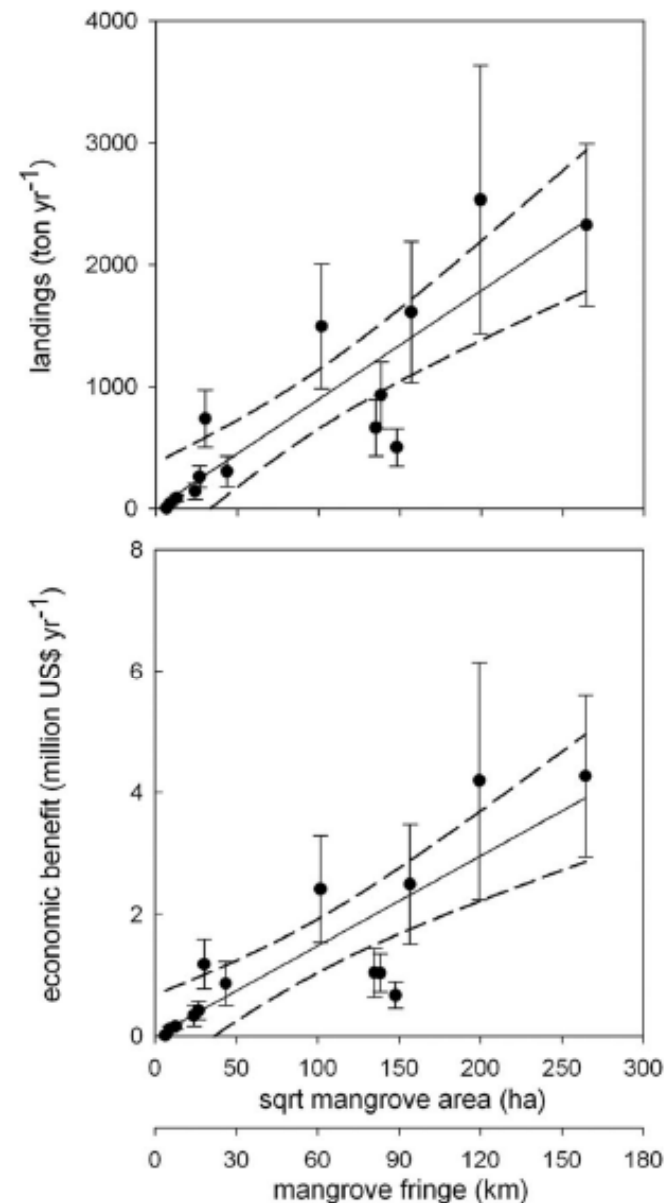 4000
3000
2000
1000
0
landings (ton yr⁻¹)
8
6
4
2
0
economic benefit (million US$ yr⁻¹)
0 50 100 150 200 250 300
sqrt mangrove area (ha)
0 30 60 90 120 150 180
mangrove fringe (km)